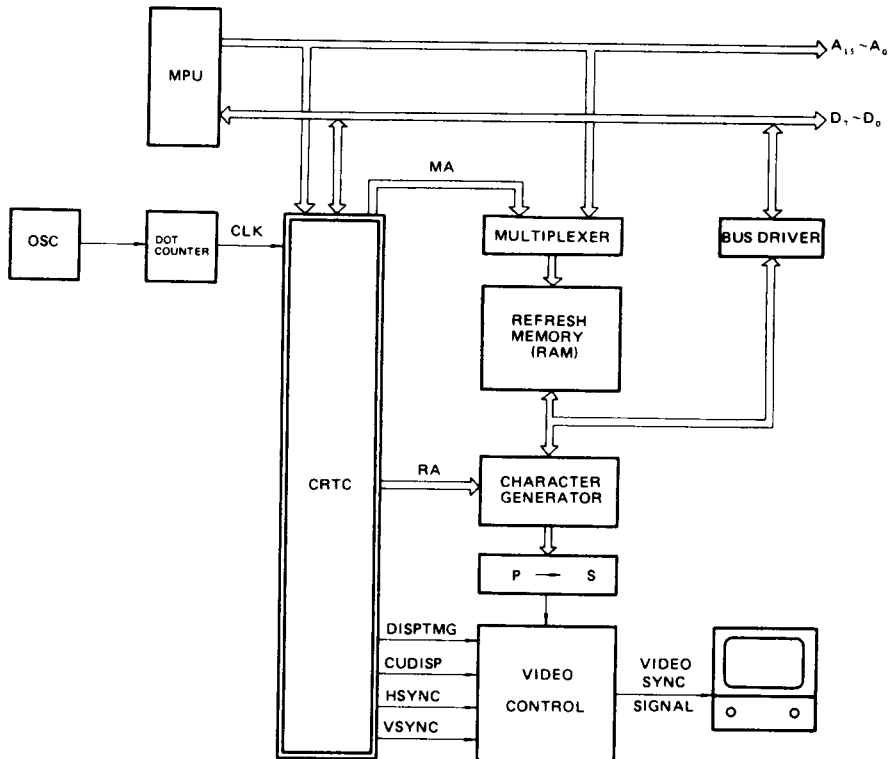 MPU
A₁₅~A₀
D₇~D₀
MA
OSC
DOT
COUNTER
CLK
MULTIPLEXER
BUS DRIVER
REFRESH
MEMORY
(RAM)
CRTC
RA
CHARACTER
GENERATOR
P → S
DISPTMG
CUDISP
HSYNC
VSYNC
VIDEO
CONTROL
VIDEO
SYNC
SIGNAL